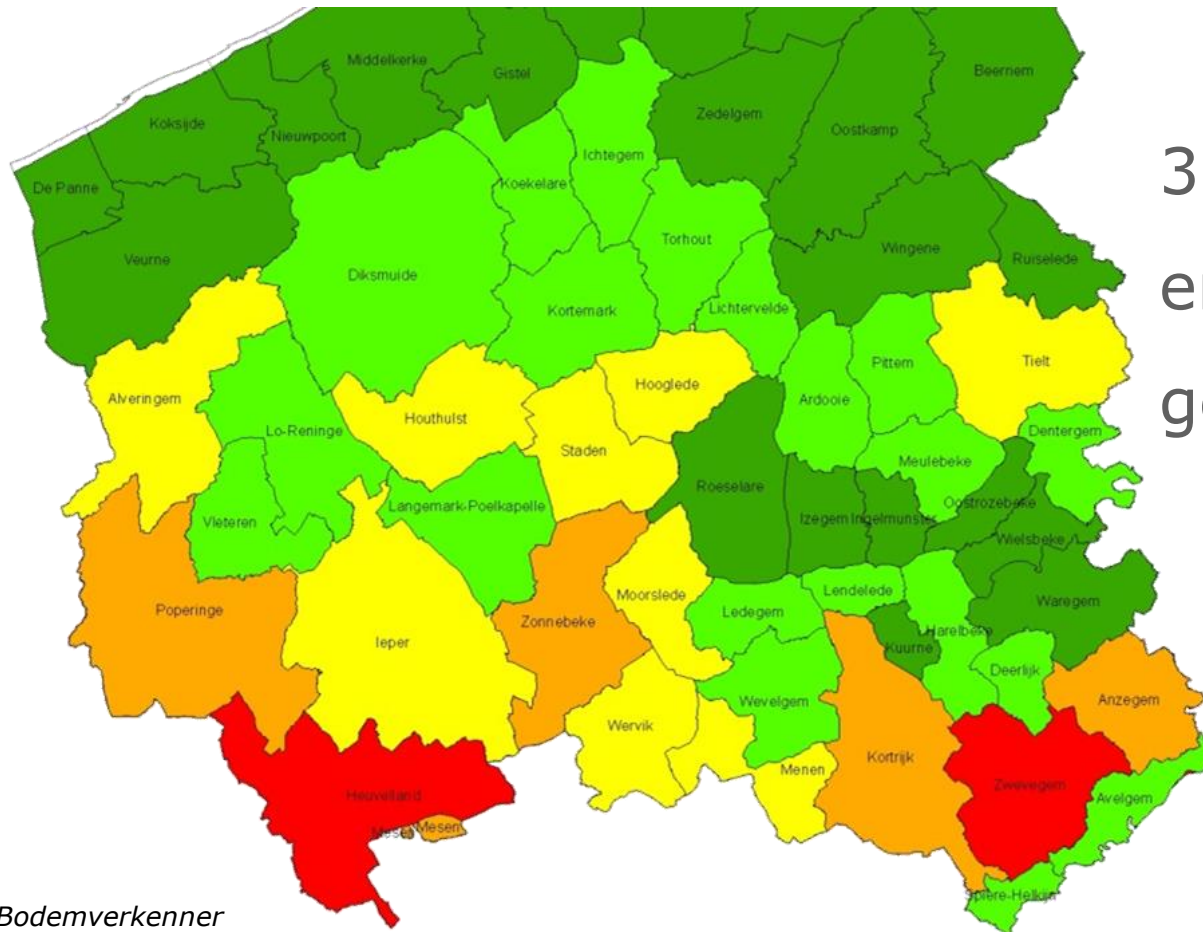 Middelkerke
Gistel
Beernem
Koksijde
Nieuwpoort
Zedelgem
Oostkamp
Ichtegem
3
De Panne
Koekelare
Torhout
Wingene
Veurne
Ruiselede
Diksmuide
e
Kortemark
Lichtervelde
Tielt
Pittem
Alveringem
Hooglede
Ardooie
g
Houthulst
Lo-Reninge
Dentergem
Staden
Meulebeke
Roeselare
Langemark-Poelkapelle
Oostrozebeke
Vleteren
Izegem
Ingelmunster
Wielsbeke
Poperinge
Moorslede
Lendelede
Waregem
Zonnebeke
Ledegem
Ieper
Harelbeke
Kuurne
Deerlijk
Wevelgem
Anzegem
Wervik
Kortrijk
Menen
Zwevegem
Heuvelland
Avelgem
Mesen
Mesen
Spiere-Helkijn
Bodemverkenner